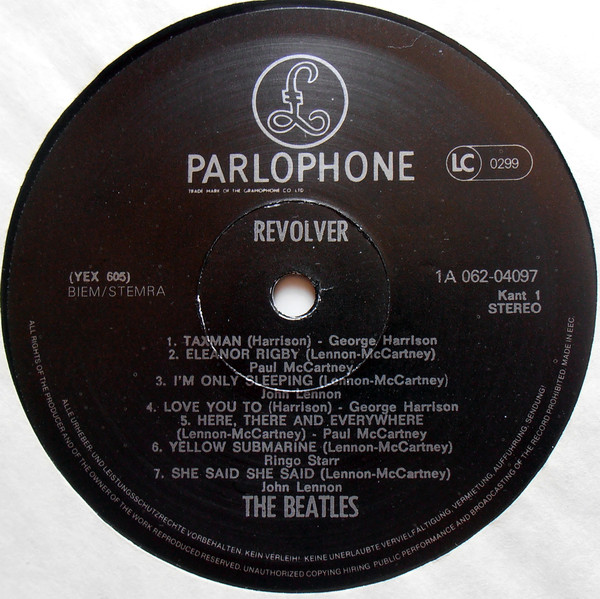 £
PARLOPHONE
TRADE MARK OF THE GRAMOPHONE CO LTD
LC 0299
REVOLVER
(YEX 605)
BIEM/STEMRA
1A 062-04097
Kant 1
STEREO
1. TAXMAN (Harrison) - George Harrison
2. ELEANOR RIGBY (Lennon-McCartney)
Paul McCartney
3. I'M ONLY SLEEPING (Lennon-McCartney)
John Lennon
4. LOVE YOU TO (Harrison) - George Harrison
5. HERE, THERE AND EVERYWHERE
(Lennon-McCartney) - Paul McCartney
6. YELLOW SUBMARINE (Lennon-McCartney)
Ringo Starr
7. SHE SAID SHE SAID (Lennon-McCartney)
John Lennon
THE BEATLES
ALLE URHEBER- UND LEISTUNGSSCHUTZRECHTE VORBEHALTEN. KEIN VERLEIH! KEINE ERLAUBTE VERVIELFÄLTIGUNG, VERMIETUNG, AUFFÜHRUNG, SENDUNG!
ALL RIGHTS OF THE PRODUCER AND OF THE OWNER OF THE WORK REPRODUCED RESERVED. UNAUTHORIZED COPYING HIRING PUBLIC PERFORMANCE AND BROADCASTING OF THE RECORD PROHIBITED. MADE IN EEC.